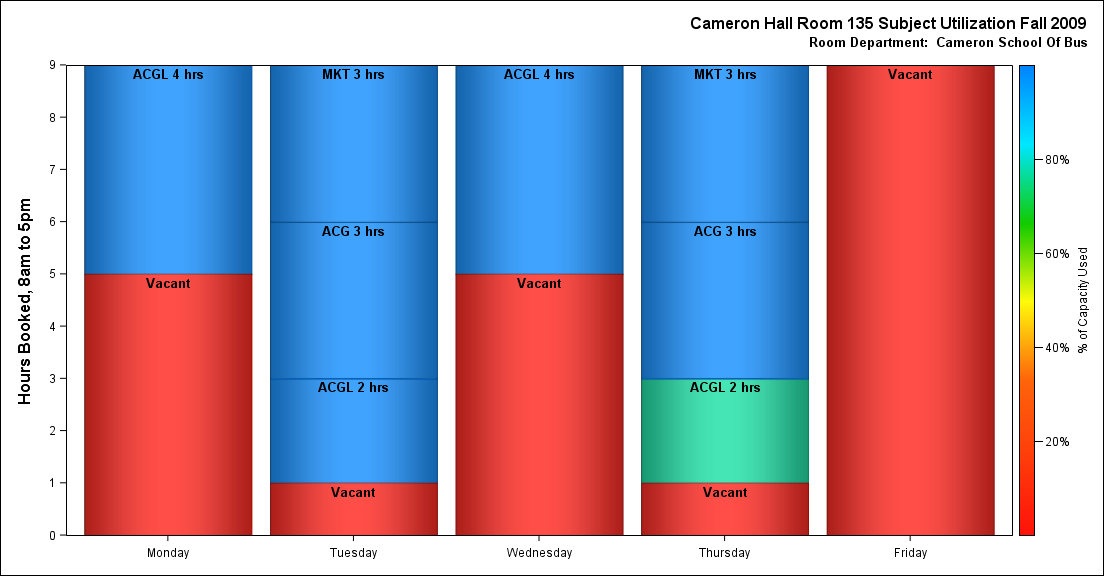 Cameron Hall Room 135 Subject Utilization Fall 2009
Room Department:  Cameron School Of Bus
Hours Booked, 8am to 5pm
9
8
7
6
5
4
3
2
1
0
ACGL 4 hrs
Vacant
MKT 3 hrs
ACG 3 hrs
ACGL 2 hrs
Vacant
ACGL 4 hrs
Vacant
MKT 3 hrs
ACG 3 hrs
ACGL 2 hrs
Vacant
Vacant
Monday
Tuesday
Wednesday
Thursday
Friday
80%
60%
40%
20%
% of Capacity Used